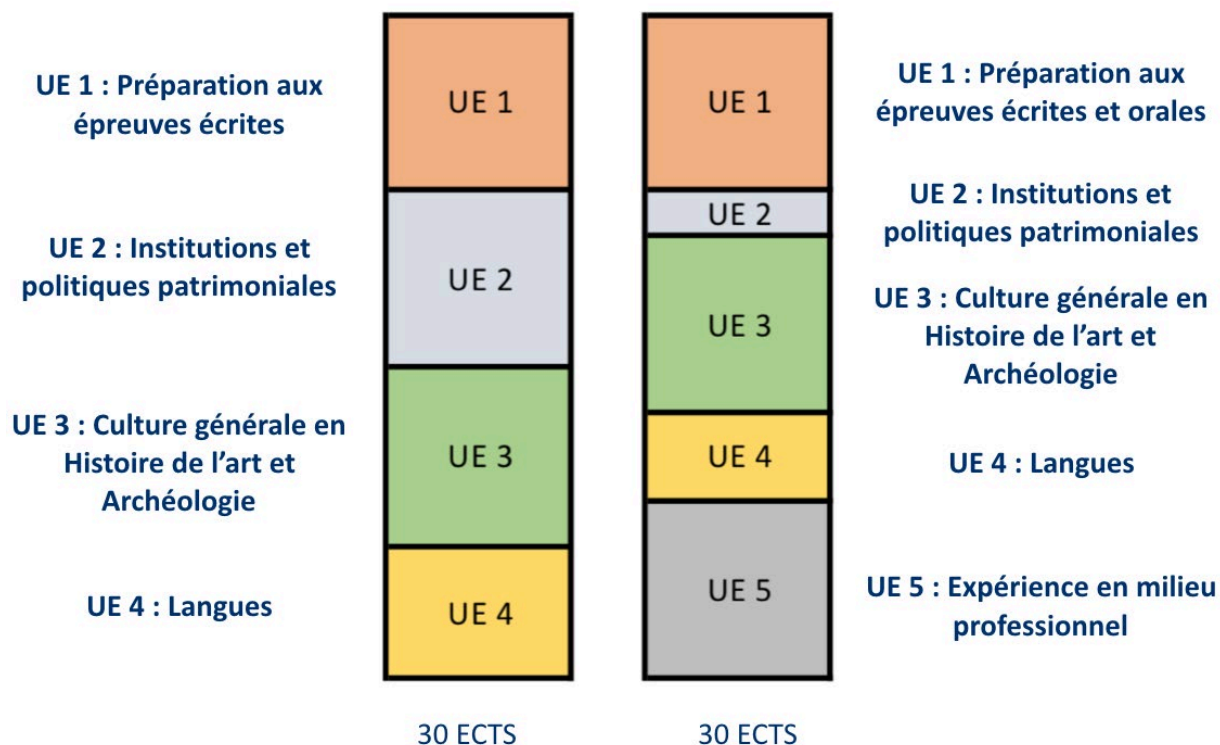 UE 1 : Préparation aux
épreuves écrites
UE 2 : Institutions et
politiques patrimoniales
UE 3 : Culture générale en
Histoire de l’art et
Archéologie
UE 4 : Langues
UE 1
UE 2
UE 3
UE 4
30 ECTS
UE 1
UE 2
UE 3
UE 4
UE 5
30 ECTS
UE 1 : Préparation aux
épreuves écrites et orales
UE 2 : Institutions et
politiques patrimoniales
UE 3 : Culture générale en
Histoire de l’art et
Archéologie
UE 4 : Langues
UE 5 : Expérience en milieu
professionnel